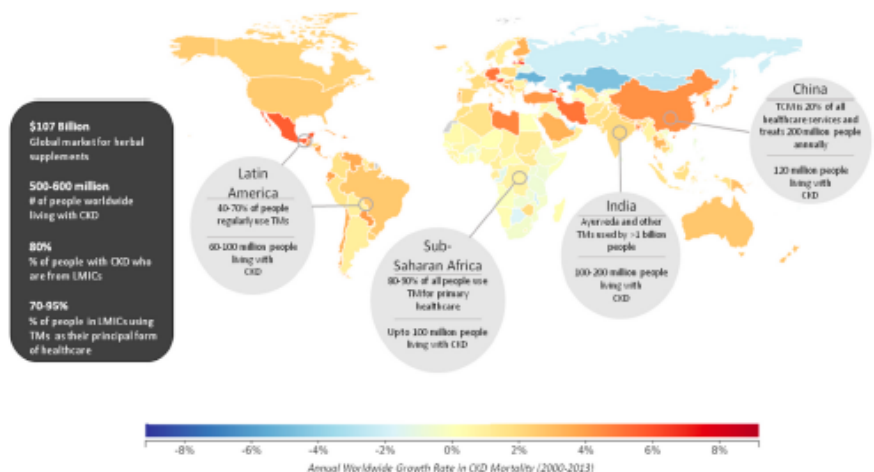 $107 Billion
Global market for herbal
supplements
500-600 million
# of people worldwide
living with CKD
80%
% of people with CKD who
are from LMICs
70-95%
% of people in LMICs using
TMs as their principal form
of healthcare
Latin
America
40-70% of people
regularly use TMs
60-100 million people
living with
CKD
Sub-
Saharan Africa
80-90% of all people use
TM for primary
healthcare
Up to 100 million people
living with CKD
India
Ayurveda and other
TMs used by >1 billion
people
100-200 million people
living with
CKD
China
TCM is 20% of all
healthcare services and
treats 200 million people
annually
120 million people
living with
CKD
-8% -6% -4% -2% 0% 2% 4% 6% 8%
Annual Worldwide Growth Rate in CKD Mortality (2000-2013)